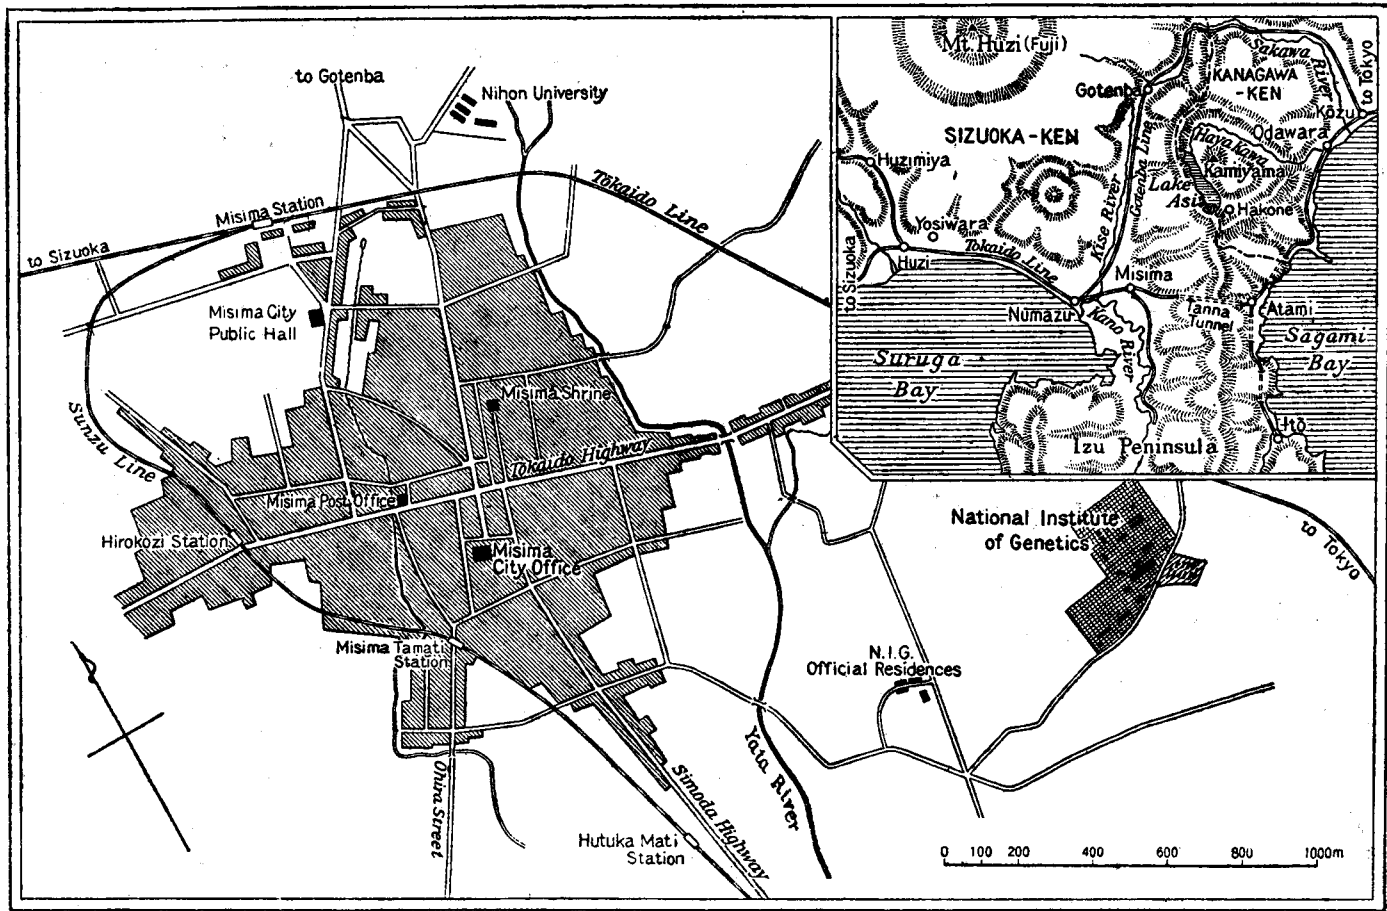 to Gotenba
Nihon University
Misima Station
Tōkaido Line
to Sizuoka
Misima City
Public Hall
Sunzu Line
Misima Shrine
Tōkaido Highway
Misima Post Office
Hirokozi Station
Misima
City Office
Misima Tamati
Station
Ohira Street
Simoda Highway
Hutuka Mati
Station
Yata River
N.I.G.
Official Residences
National Institute
of Genetics
to Tokyo
0 100 200 400 600 800 1000m
Mt. Huzi (Fuji)
Sakawa River
to Tokyo
KANAGAWA
-KEN
Gotenba
Kōzu
Odawara
SIZUOKA-KEN
Hayakawa
Huzimiya
Gotenba Line
Kamiyama
Lake
Asi
Hakone
Kise River
Yosiwara
to Sizuoka
Huzi
Tokaido Line
Misima
Numazu
Kano River
Tanna
Tunnel
Atami
Suruga
Bay
Sagami
Bay
Itō
Izu Peninsula